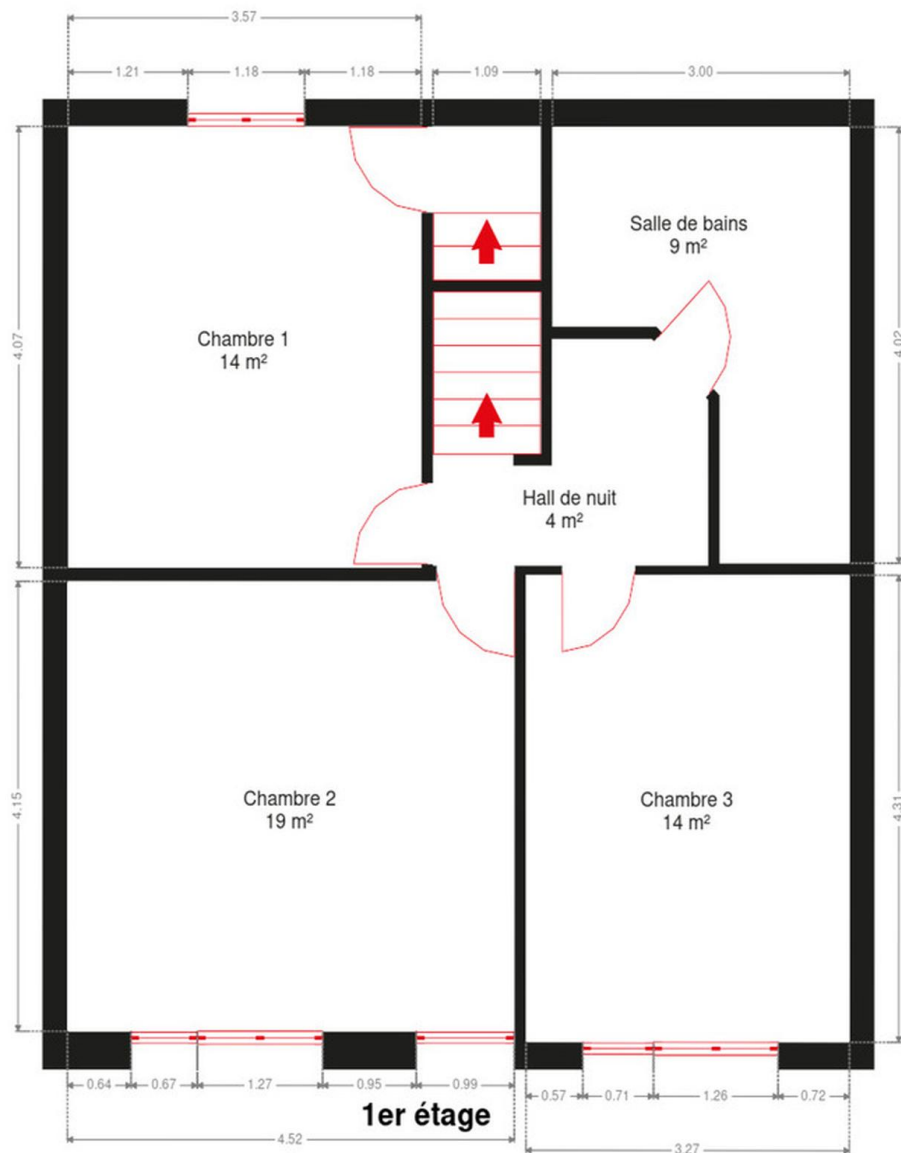 3.57
1.21 1.18 1.18 1.09 3.00
Salle de bains
9 m²
Chambre 1
14 m²
4.07
4.02
Hall de nuit
4 m²
Chambre 2
19 m²
Chambre 3
14 m²
4.15
4.31
0.64 0.67 1.27 0.95 0.99 0.57 0.71 1.26 0.72
1er étage
4.52
3.27